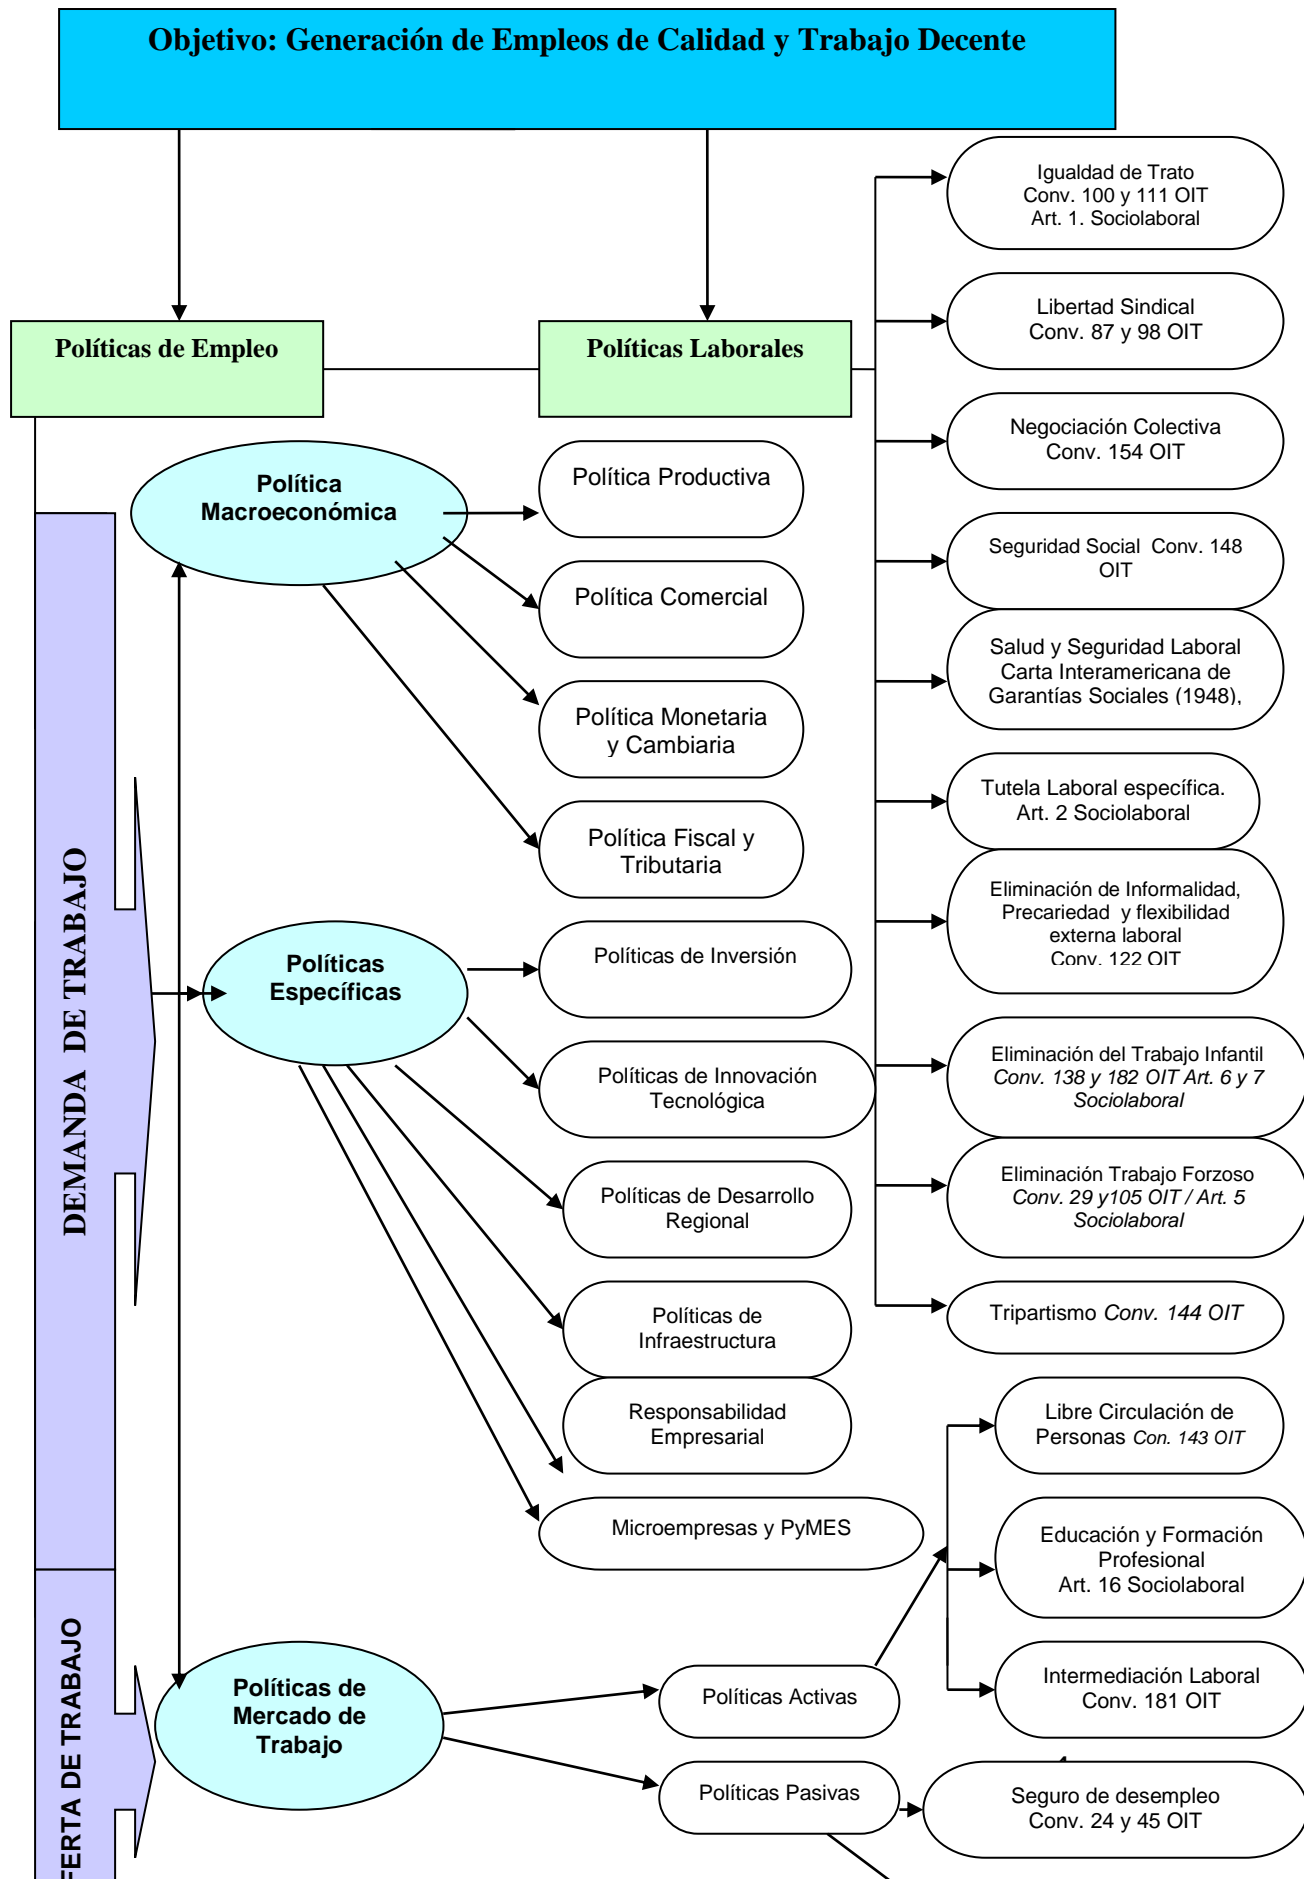 Objetivo: Generación de Empleos de Calidad y Trabajo Decente
Políticas de Empleo
Políticas Laborales
Igualdad de Trato
Conv. 100 y 111 OIT
Art. 1. Sociolaboral
Libertad Sindical
Conv. 87 y 98 OIT
Negociación Colectiva
Conv. 154 OIT
Seguridad Social  Conv. 148
OIT
Salud y Seguridad Laboral
Carta Interamericana de
Garantías Sociales (1948),
Tutela Laboral específica.
Art. 2 Sociolaboral
Eliminación de Informalidad,
Precariedad  y flexibilidad
externa laboral
Conv. 122 OIT
Eliminación del Trabajo Infantil
Conv. 138 y 182 OIT Art. 6 y 7
Sociolaboral
Eliminación Trabajo Forzoso
Conv. 29 y105 OIT / Art. 5
Sociolaboral
Tripartismo Conv. 144 OIT
DEMANDA  DE TRABAJO
Política
Macroeconómica
Política Productiva
Política Comercial
Política Monetaria
y Cambiaria
Política Fiscal y
Tributaria
Políticas
Específicas
Políticas de Inversión
Políticas de Innovación
Tecnológica
Políticas de Desarrollo
Regional
Políticas de
Infraestructura
Responsabilidad
Empresarial
Microempresas y PyMES
FERTA DE TRABAJO
Políticas de
Mercado de
Trabajo
Políticas Activas
Libre Circulación de
Personas Con. 143 OIT
Educación y Formación
Profesional
Art. 16 Sociolaboral
Intermediación Laboral
Conv. 181 OIT
Políticas Pasivas
Seguro de desempleo
Conv. 24 y 45 OIT